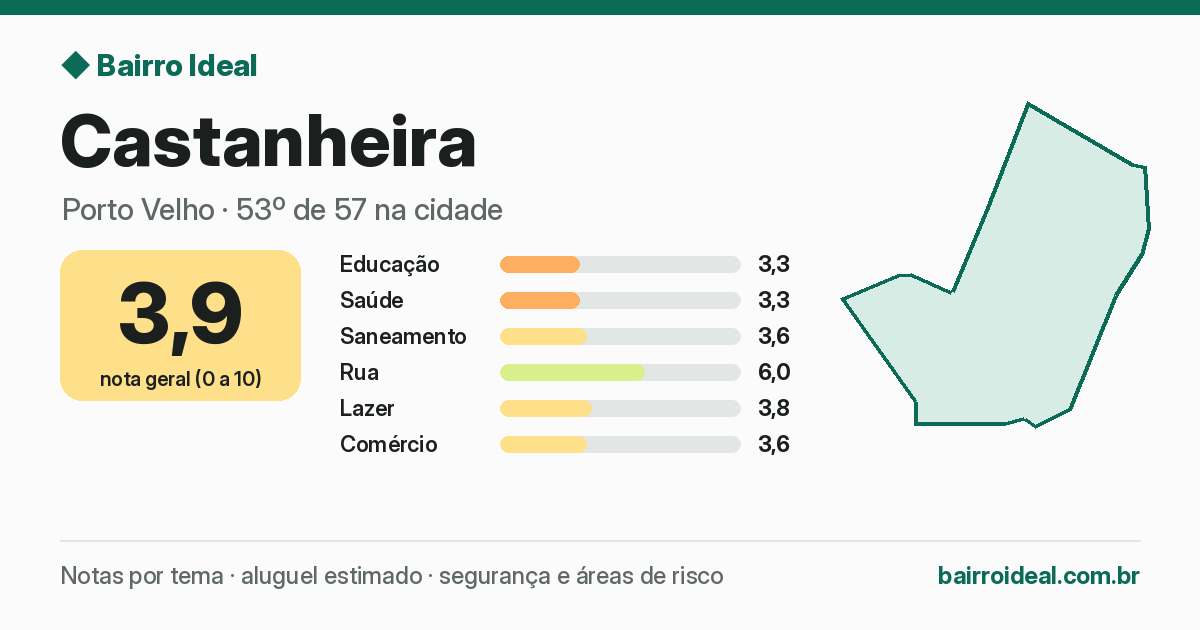 Bairro Ideal
Castanheira
Porto Velho · 53º de 57 na cidade
3,9
nota geral (0 a 10)
Educação 3,3
Saúde 3,3
Saneamento 3,6
Rua 6,0
Lazer 3,8
Comércio 3,6
Notas por tema · aluguel estimado · segurança e áreas de risco
bairroideal.com.br